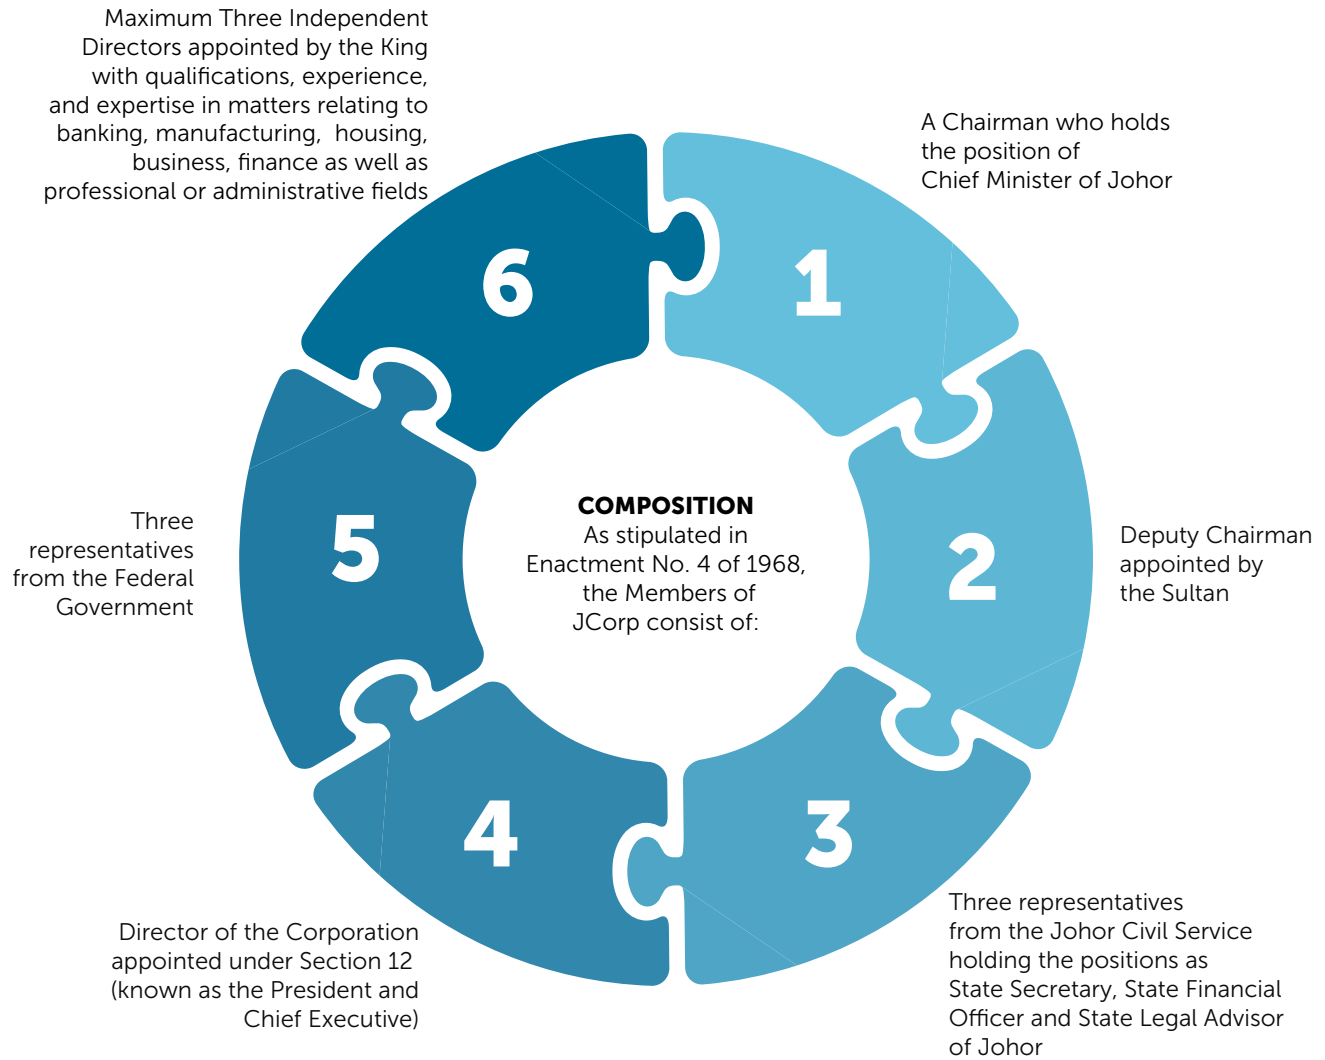 COMPOSITION
As stipulated in
Enactment No. 4 of 1968,
the Members of
JCorp consist of:
1
A Chairman who holds
the position of
Chief Minister of Johor
2
Deputy Chairman
appointed by
the Sultan
3
Three representatives
from the Johor Civil Service
holding the positions as
State Secretary, State Financial
Officer and State Legal Advisor
of Johor
4
Director of the Corporation
appointed under Section 12
(known as the President and
Chief Executive)
5
Three
representatives
from the Federal
Government
6
Maximum Three Independent
Directors appointed by the King
with qualifications, experience,
and expertise in matters relating to
banking, manufacturing, housing,
business, finance as well as
professional or administrative fields